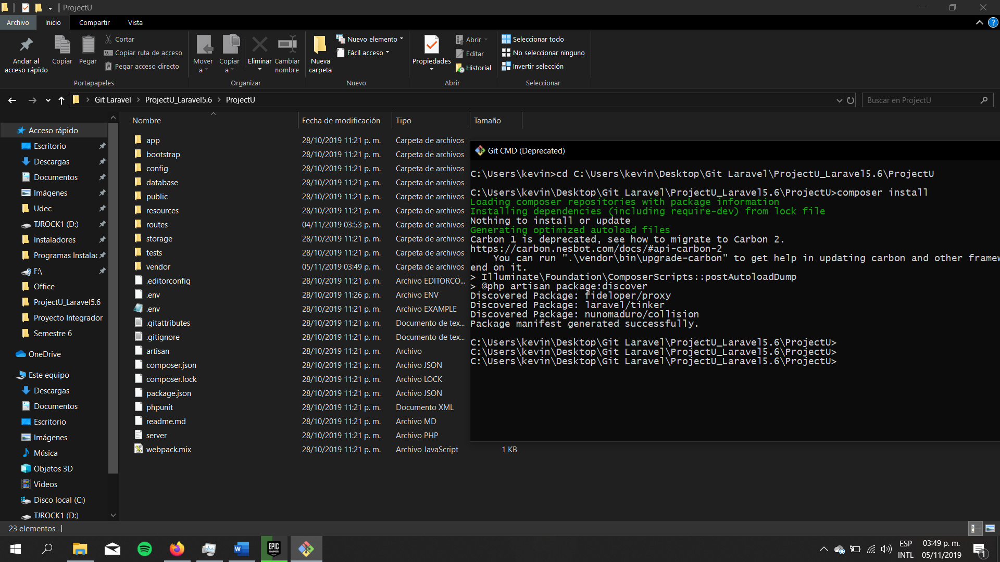 ProjectU
Archivo
Inicio
Compartir
Vista
Anclar al
acceso rápido
Copiar
Pegar
Cortar
Copiar ruta de acceso
Pegar acceso directo
Portapapeles
Mover
a
Copiar
a
Eliminar
Cambiar
nombre
Organizar
Nueva
carpeta
Nuevo elemento
Fácil acceso
Nuevo
Propiedades
Abrir
Editar
Historial
Abrir
Seleccionar todo
No seleccionar ninguno
Invertir selección
Seleccionar
Git Laravel > ProjectU_Laravel5.6 > ProjectU
Buscar en ProjectU
Acceso rápido
Escritorio
Descargas
Documentos
Imágenes
Udec
TJROCK1 (D:)
Instaladores
Programas Instalac
F:\
Office
ProjectU_Laravel5.6
Proyecto Integrador
Semestre 6
OneDrive
Este equipo
Descargas
Documentos
Escritorio
Imágenes
Música
Objetos 3D
Videos
Disco local (C:)
TJROCK1 (D:)
Nombre Fecha de modificación Tipo Tamaño
app 28/10/2019 11:21 p. m. Carpeta de archivos
bootstrap 28/10/2019 11:21 p. m. Carpeta de archivos
config 28/10/2019 11:21 p. m. Carpeta de archivos
database 28/10/2019 11:21 p. m. Carpeta de archivos
public 28/10/2019 11:21 p. m. Carpeta de archivos
resources 28/10/2019 11:21 p. m. Carpeta de archivos
routes 04/11/2019 03:53 p. m. Carpeta de archivos
storage 28/10/2019 11:21 p. m. Carpeta de archivos
tests 28/10/2019 11:21 p. m. Carpeta de archivos
vendor 05/11/2019 03:49 p. m. Carpeta de archivos
.editorconfig 28/10/2019 11:21 p. m. Archivo EDITORCO...
.env 28/10/2019 11:26 p. m. Archivo ENV
.env 28/10/2019 11:21 p. m. Archivo EXAMPLE
.gitattributes 28/10/2019 11:21 p. m. Documento de tex...
.gitignore 28/10/2019 11:21 p. m. Documento de tex...
artisan 28/10/2019 11:21 p. m. Archivo
composer.json 28/10/2019 11:21 p. m. Archivo JSON
composer.lock 28/10/2019 11:21 p. m. Archivo LOCK
package.json 28/10/2019 11:21 p. m. Archivo JSON
phpunit 28/10/2019 11:21 p. m. Documento XML
readme.md 28/10/2019 11:21 p. m. Archivo MD
server 28/10/2019 11:21 p. m. Archivo PHP
webpack.mix 28/10/2019 11:21 p. m. Archivo JavaScript 1 KB
Git CMD (Deprecated)
C:\Users\kevin>cd C:\Users\kevin\Desktop\Git Laravel\ProjectU_Laravel5.6\ProjectU
C:\Users\kevin\Desktop\Git Laravel\ProjectU_Laravel5.6\ProjectU>composer install
Loading composer repositories with package information
Installing dependencies (including require-dev) from lock file
Nothing to install or update
Generating optimized autoload files
Carbon 1 is deprecated, see how to migrate to Carbon 2.
https://carbon.nesbot.com/docs/#api-carbon-2
You can run ".\vendor\bin\upgrade-carbon" to get help in updating carbon and other framew
end on it.
> Illuminate\Foundation\ComposerScripts::postAutoloadDump
> @php artisan package:discover
Discovered Package: fideloper/proxy
Discovered Package: laravel/tinker
Discovered Package: nunomaduro/collision
Package manifest generated successfully.
C:\Users\kevin\Desktop\Git Laravel\ProjectU_Laravel5.6\ProjectU>
C:\Users\kevin\Desktop\Git Laravel\ProjectU_Laravel5.6\ProjectU>
C:\Users\kevin\Desktop\Git Laravel\ProjectU_Laravel5.6\ProjectU>
23 elementos
EPIC
GAMES
ESP
INTL
03:49 p. m.
05/11/2019
1